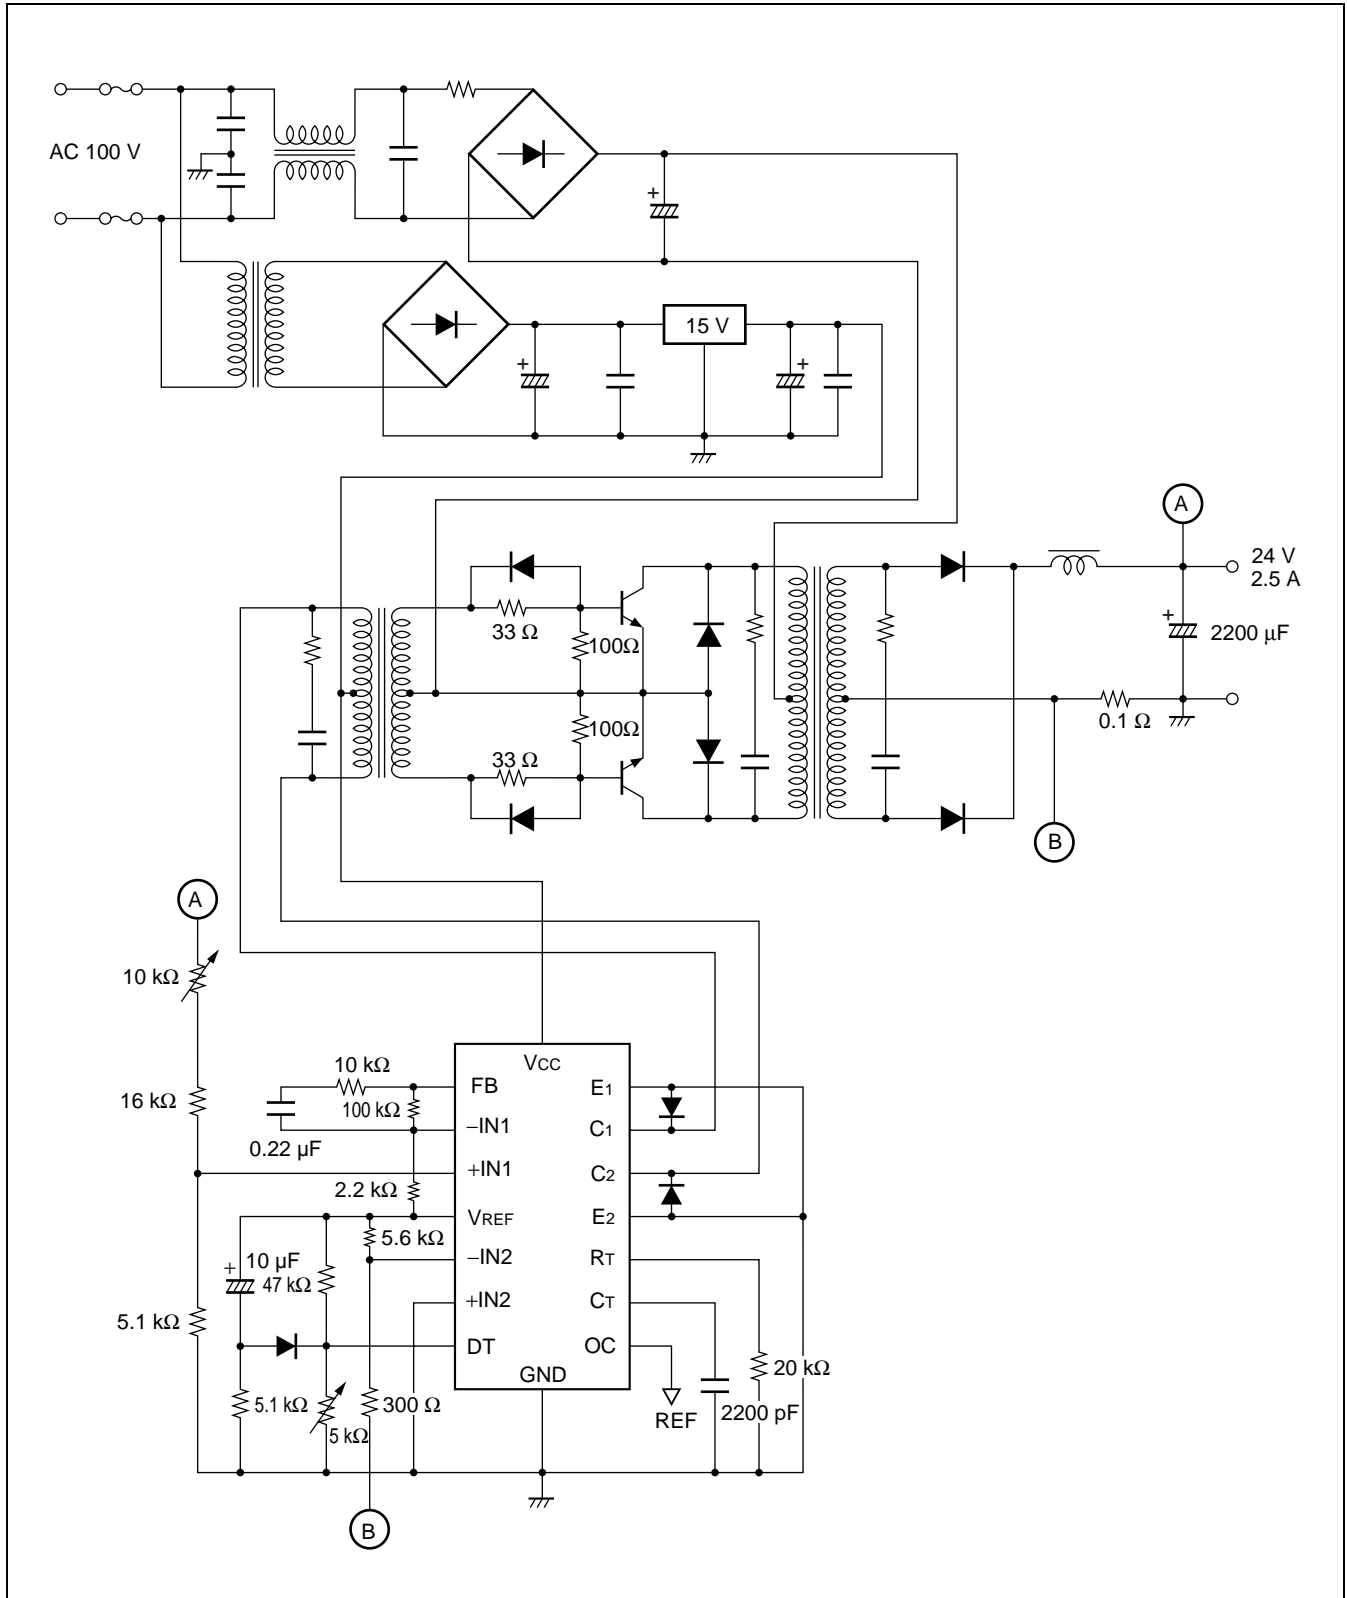 AC 100 V
+
+
15 V
+
A
24 V
2.5 A
+
2200 µF
33 Ω
100Ω
100Ω
33 Ω
0.1 Ω
B
A
10 kΩ
16 kΩ
5.1 kΩ
10 kΩ
100 kΩ
0.22 µF
2.2 kΩ
5.6 kΩ
+
10 µF
47 kΩ
5.1 kΩ
5 kΩ
300 Ω
B
VCC
FB
−IN1
+IN1
VREF
−IN2
+IN2
DT
GND
E1
C1
C2
E2
RT
CT
OC
REF
2200 pF
20 kΩ